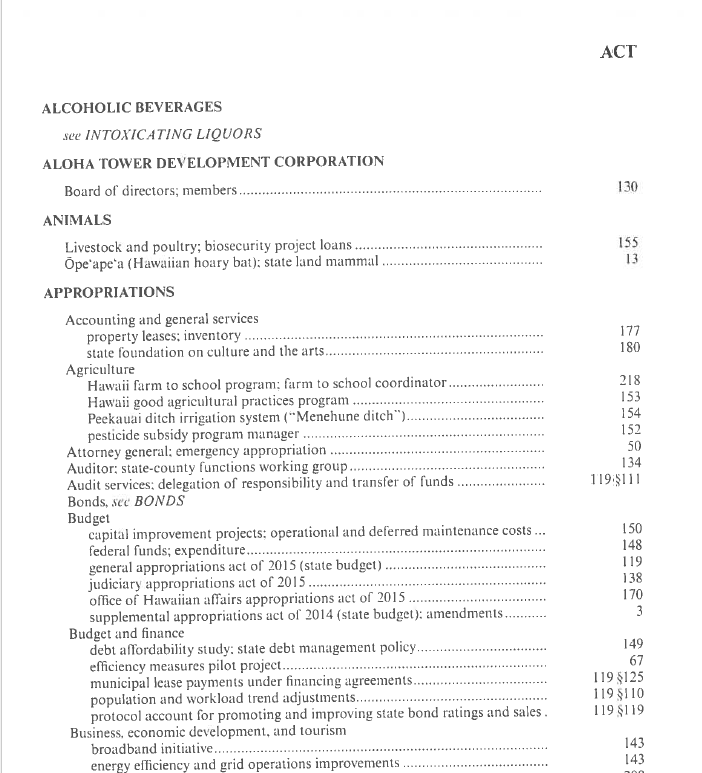 ACT
ALCOHOLIC BEVERAGES
see INTOXICATING LIQUORS
ALOHA TOWER DEVELOPMENT CORPORATION
Board of directors; members 130
ANIMALS
Livestock and poultry; biosecurity project loans 155
Ōpeʻapeʻa (Hawaiian hoary bat); state land mammal 13
APPROPRIATIONS
Accounting and general services
property leases; inventory 177
state foundation on culture and the arts 180
Agriculture
Hawaii farm to school program; farm to school coordinator 218
Hawaii good agricultural practices program 153
Peekauai ditch irrigation system (“Menehune ditch”) 154
pesticide subsidy program manager 152
Attorney general; emergency appropriation 50
Auditor; state-county functions working group 134
Audit services; delegation of responsibility and transfer of funds 119:§111
Bonds, see BONDS
Budget
capital improvement projects; operational and deferred maintenance costs ... 150
federal funds; expenditure 148
general appropriations act of 2015 (state budget) 119
judiciary appropriations act of 2015 138
office of Hawaiian affairs appropriations act of 2015 170
supplemental appropriations act of 2014 (state budget); amendments 3
Budget and finance
debt affordability study; state debt management policy 149
efficiency measures pilot project 67
municipal lease payments under financing agreements 119 §125
population and workload trend adjustments 119 §110
protocol account for promoting and improving state bond ratings and sales . 119 §119
Business, economic development, and tourism
broadband initiative 143
energy efficiency and grid operations improvements 143